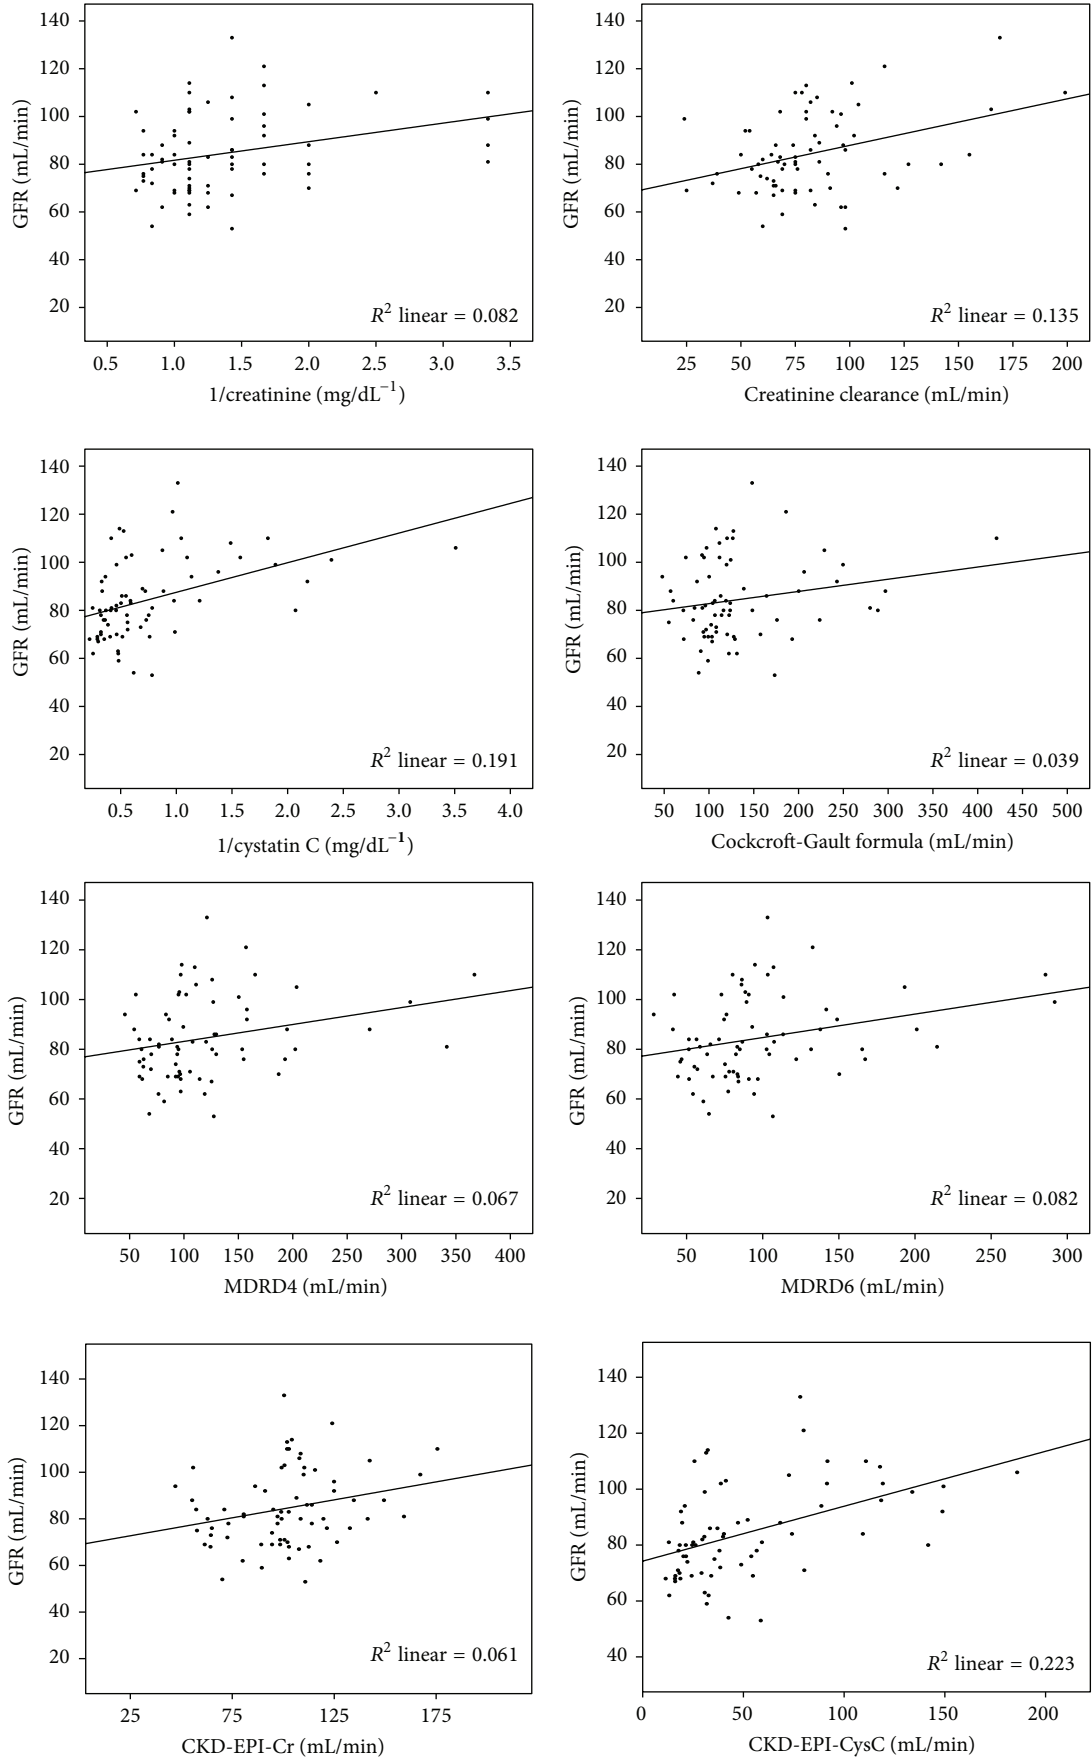 140
120
100
80
60
40
20
GFR (mL/min)
R² linear = 0.082
0.5 1.0 1.5 2.0 2.5 3.0 3.5
1/creatinine (mg/dL⁻¹)
140
120
100
80
60
40
20
GFR (mL/min)
R² linear = 0.135
25 50 75 100 125 150 175 200
Creatinine clearance (mL/min)
140
120
100
80
60
40
20
GFR (mL/min)
R² linear = 0.191
0.5 1.0 1.5 2.0 2.5 3.0 3.5 4.0
1/cystatin C (mg/dL⁻¹)
140
120
100
80
60
40
20
GFR (mL/min)
R² linear = 0.039
50 100 150 200 250 300 350 400 450 500
Cockcroft-Gault formula (mL/min)
140
120
100
80
60
40
20
GFR (mL/min)
R² linear = 0.067
50 100 150 200 250 300 350 400
MDRD4 (mL/min)
140
120
100
80
60
40
20
GFR (mL/min)
R² linear = 0.082
50 100 150 200 250 300
MDRD6 (mL/min)
140
120
100
80
60
40
20
GFR (mL/min)
R² linear = 0.061
25 75 125 175
CKD-EPI-Cr (mL/min)
140
120
100
80
60
40
GFR (mL/min)
R² linear = 0.223
0 50 100 150 200
CKD-EPI-CysC (mL/min)